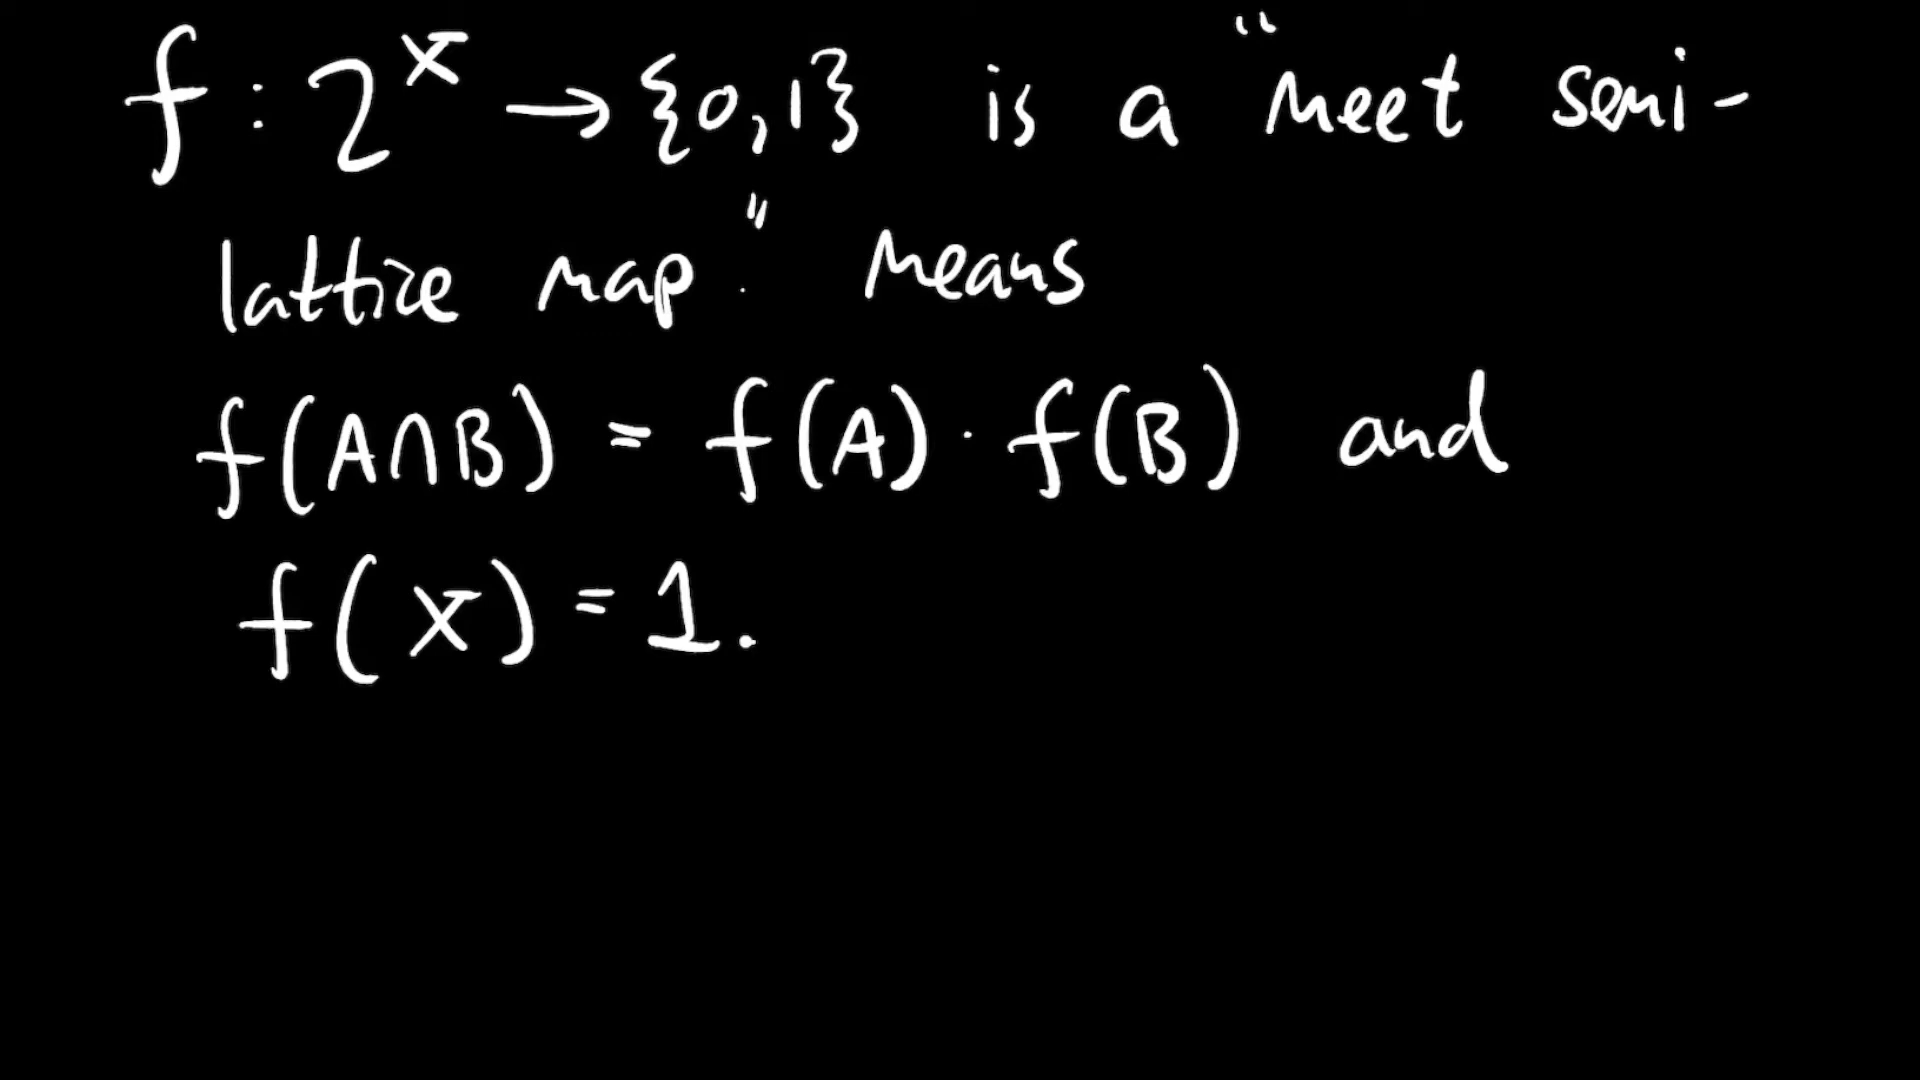 f : 2^X → {0,1} is a “meet semi-
lattice map.” means
f(A∩B) = f(A) · f(B) and
f(X) = 1.